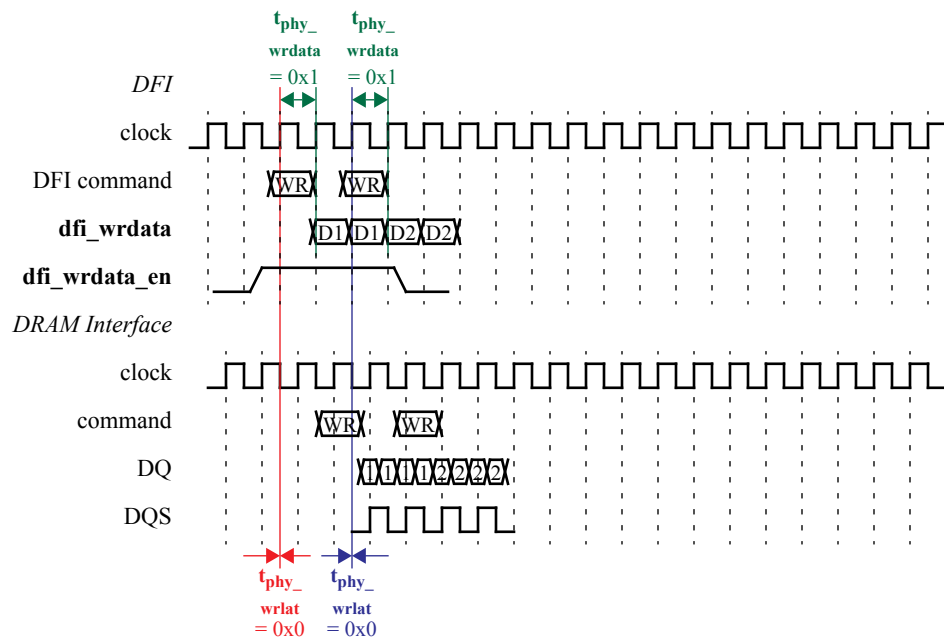 tphy_ tphy_
wrdata wrdata
= 0x1 = 0x1
DFI
clock
DFI command WR WR
dfi_wrdata D1 D1 D2 D2
dfi_wrdata_en
DRAM Interface
clock
command WR WR
DQ 1 1 1 1 2 2 2 2
DQS
tphy_ tphy_
wrlat wrlat
= 0x0 = 0x0